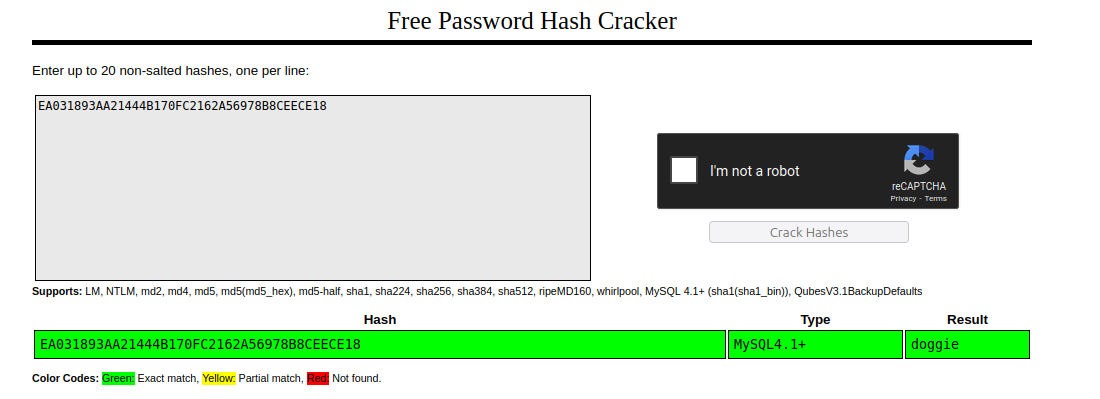 Free Password Hash Cracker
Enter up to 20 non-salted hashes, one per line:
EA031893AA21444B170FC2162A56978B8CEECE18
I'm not a robot
reCAPTCHA
Privacy - Terms
Crack Hashes
Supports: LM, NTLM, md2, md4, md5, md5(md5_hex), md5-half, sha1, sha224, sha256, sha384, sha512, ripeMD160, whirlpool, MySQL 4.1+ (sha1(sha1_bin)), QubesV3.1BackupDefaults
Hash Type Result
EA031893AA21444B170FC2162A56978B8CEECE18 MySQL4.1+ doggie
Color Codes: Green: Exact match, Yellow: Partial match, Red: Not found.